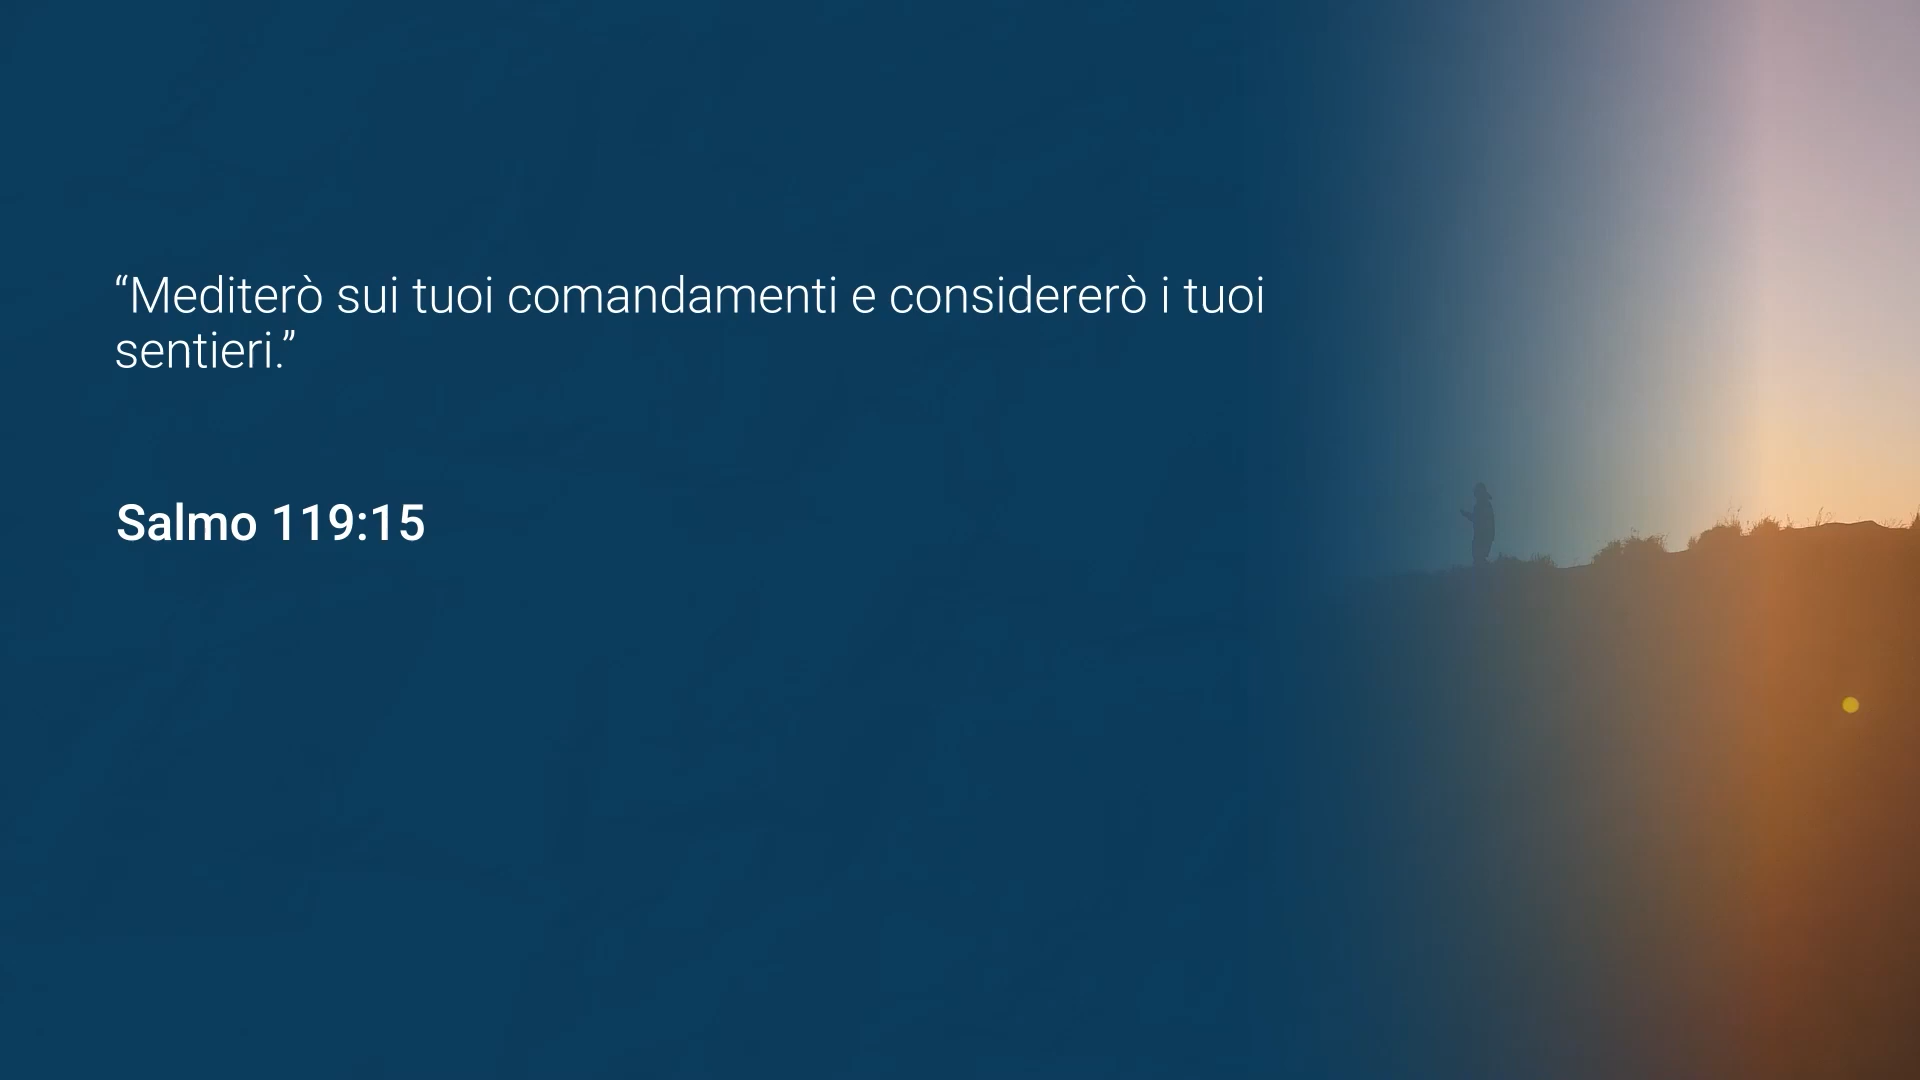 “Mediterò sui tuoi comandamenti e considererò i tuoi
sentieri.”
Salmo 119:15